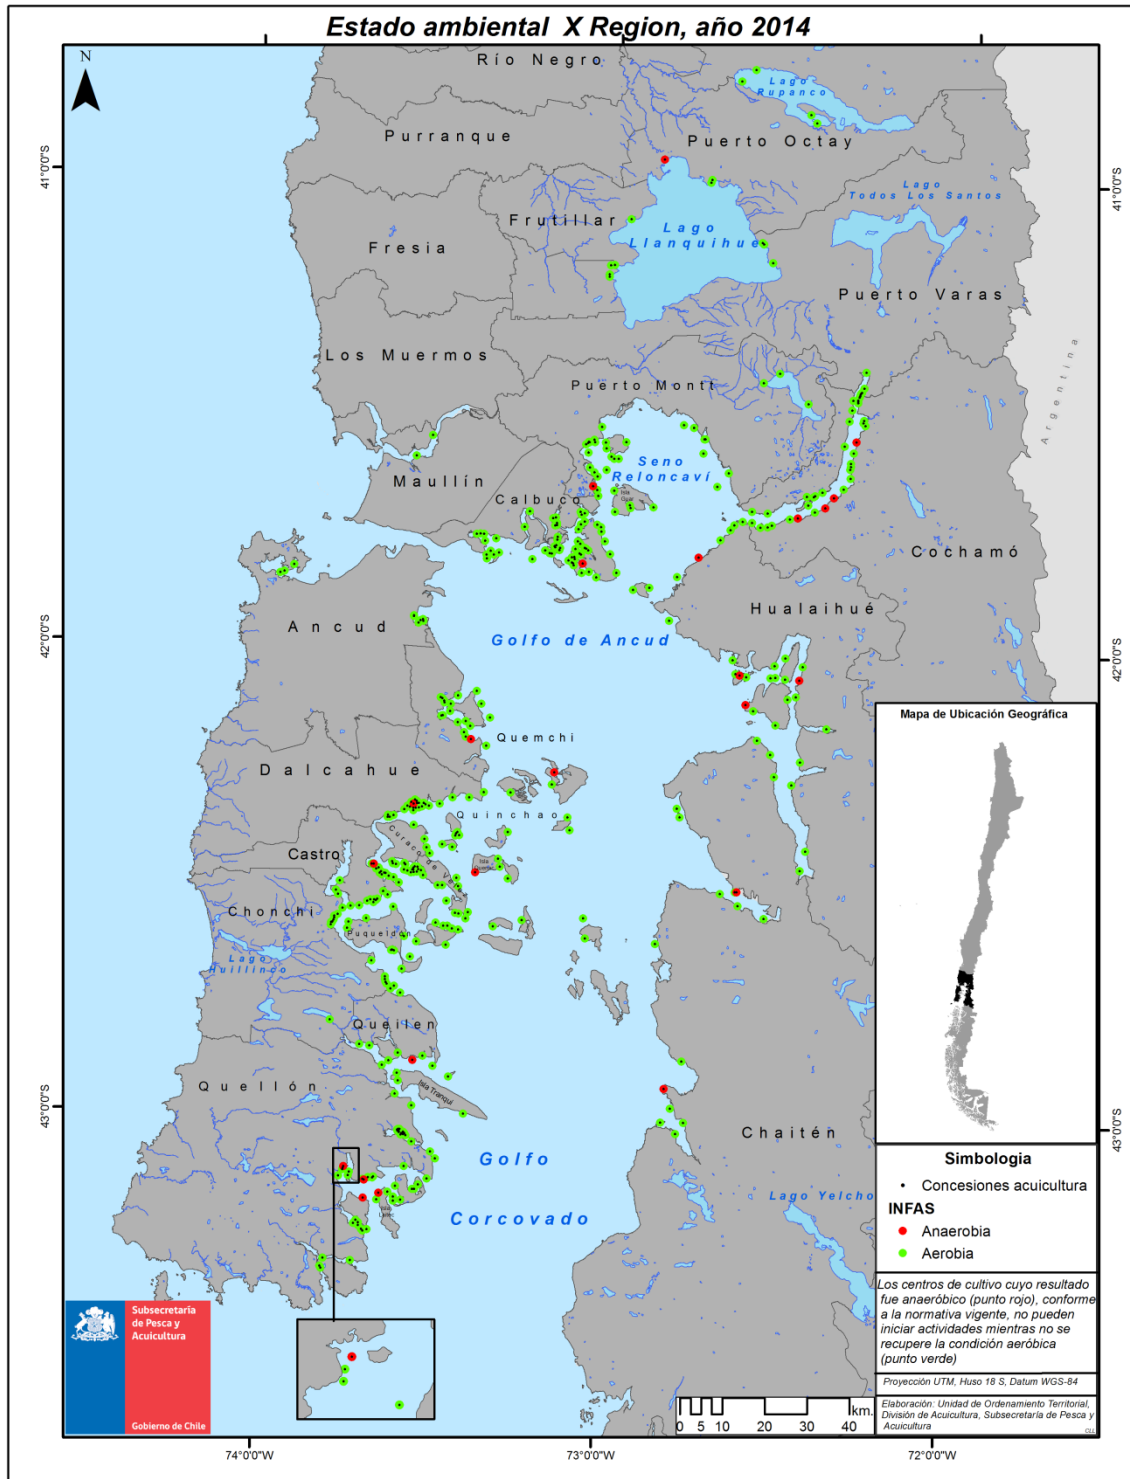 Estado ambiental X Region, año 2014
N
Río Negro
Lago
Rupanco
Purranque
Puerto Octay
41°0'0"S
41°0'0"S
Lago
Todos Los Santos
Frutillar
Lago
Llanquihue
Fresia
Puerto Varas
Los Muermos
Puerto Montt
Argentina
Seno
Reloncaví
Maullín
Calbuco
Isla
Cochamó
Hualaihué
Ancud
Golfo de Ancud
42°0'0"S
42°0'0"S
Mapa de Ubicación Geográfica
Quemchi
Dalcahue
Quinchao
Curaco de Velez
Castro
Isla
Chonchi
Puqueldón
Lago
Huillinco
Queilen
Quellón
Isla Tranqui
43°0'0"S
43°0'0"S
Chaitén
Golfo
Corcovado
Simbologia
Concesiones acuicultura
INFAS
Anaerobia
Aerobia
Lago Yelcho
Isla
Los centros de cultivo cuyo resultado
fue anaeróbico (punto rojo), conforme
a la normativa vigente, no pueden
iniciar actividades mientras no se
recupere la condición aeróbica
(punto verde)
Subsecretaría
de Pesca y
Acuicultura
Gobierno de Chile
Proyección UTM, Huso 18 S, Datum WGS-84
Elaboración: Unidad de Ordenamiento Territorial,
División de Acuicultura, Subsecretaría de Pesca y
Acuicultura
km.
0 5 10 20 30 40
74°0'0"W
73°0'0"W
72°0'0"W